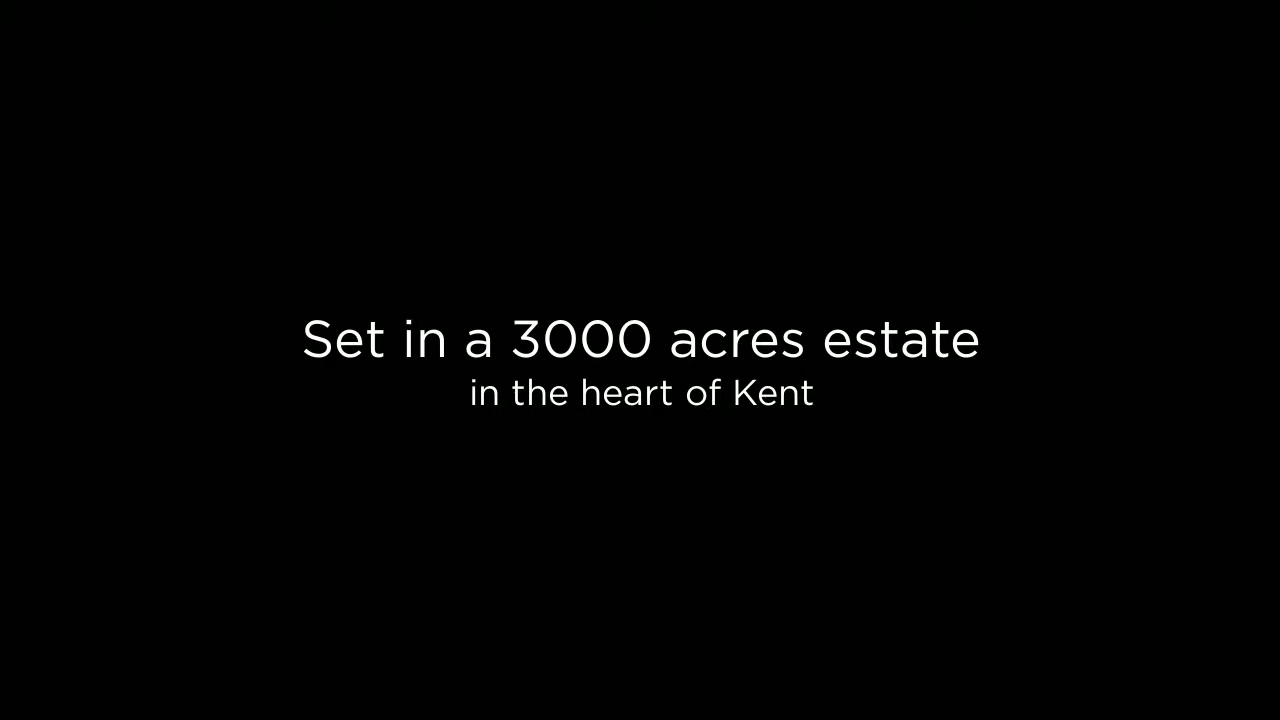 Set in a 3000 acres estate
in the heart of Kent